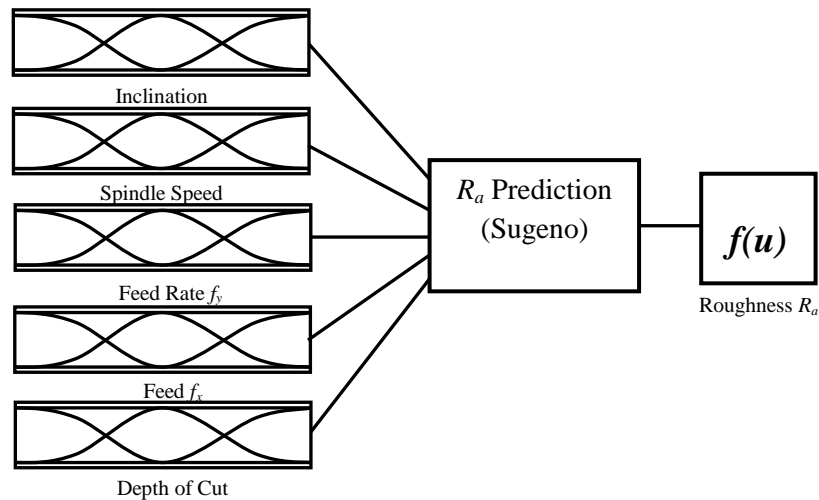 Inclination
Spindle Speed
Feed Rate fy
Feed fx
Depth of Cut
Ra Prediction
(Sugeno)
f(u)
Roughness Ra